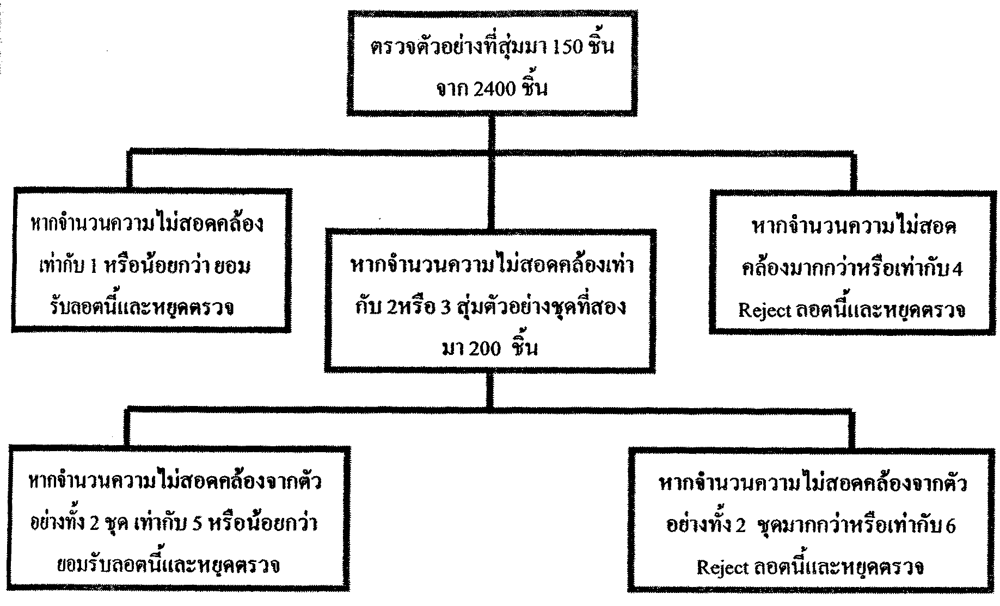 ตรวจตัวอย่างที่สุ่มมา 150 ชิ้น
จาก 2400 ชิ้น
หากจำนวนความไม่สอดคล้อง
เท่ากับ 1 หรือน้อยกว่า ยอม
รับลอตนี้และหยุดตรวจ
หากจำนวนความไม่สอดคล้องเท่า
กับ 2หรือ 3 สุ่มตัวอย่างชุดที่สอง
มา 200 ชิ้น
หากจำนวนความไม่สอด
คล้องมากกว่าหรือเท่ากับ 4
Reject ลอตนี้และหยุดตรวจ
หากจำนวนความไม่สอดคล้องจากตัว
อย่างทั้ง 2 ชุด เท่ากับ 5 หรือน้อยกว่า
ยอมรับลอตนี้และหยุดตรวจ
หากจำนวนความไม่สอดคล้องจากตัว
อย่างทั้ง 2 ชุดมากกว่าหรือเท่ากับ 6
Reject ลอตนี้และหยุดตรวจ